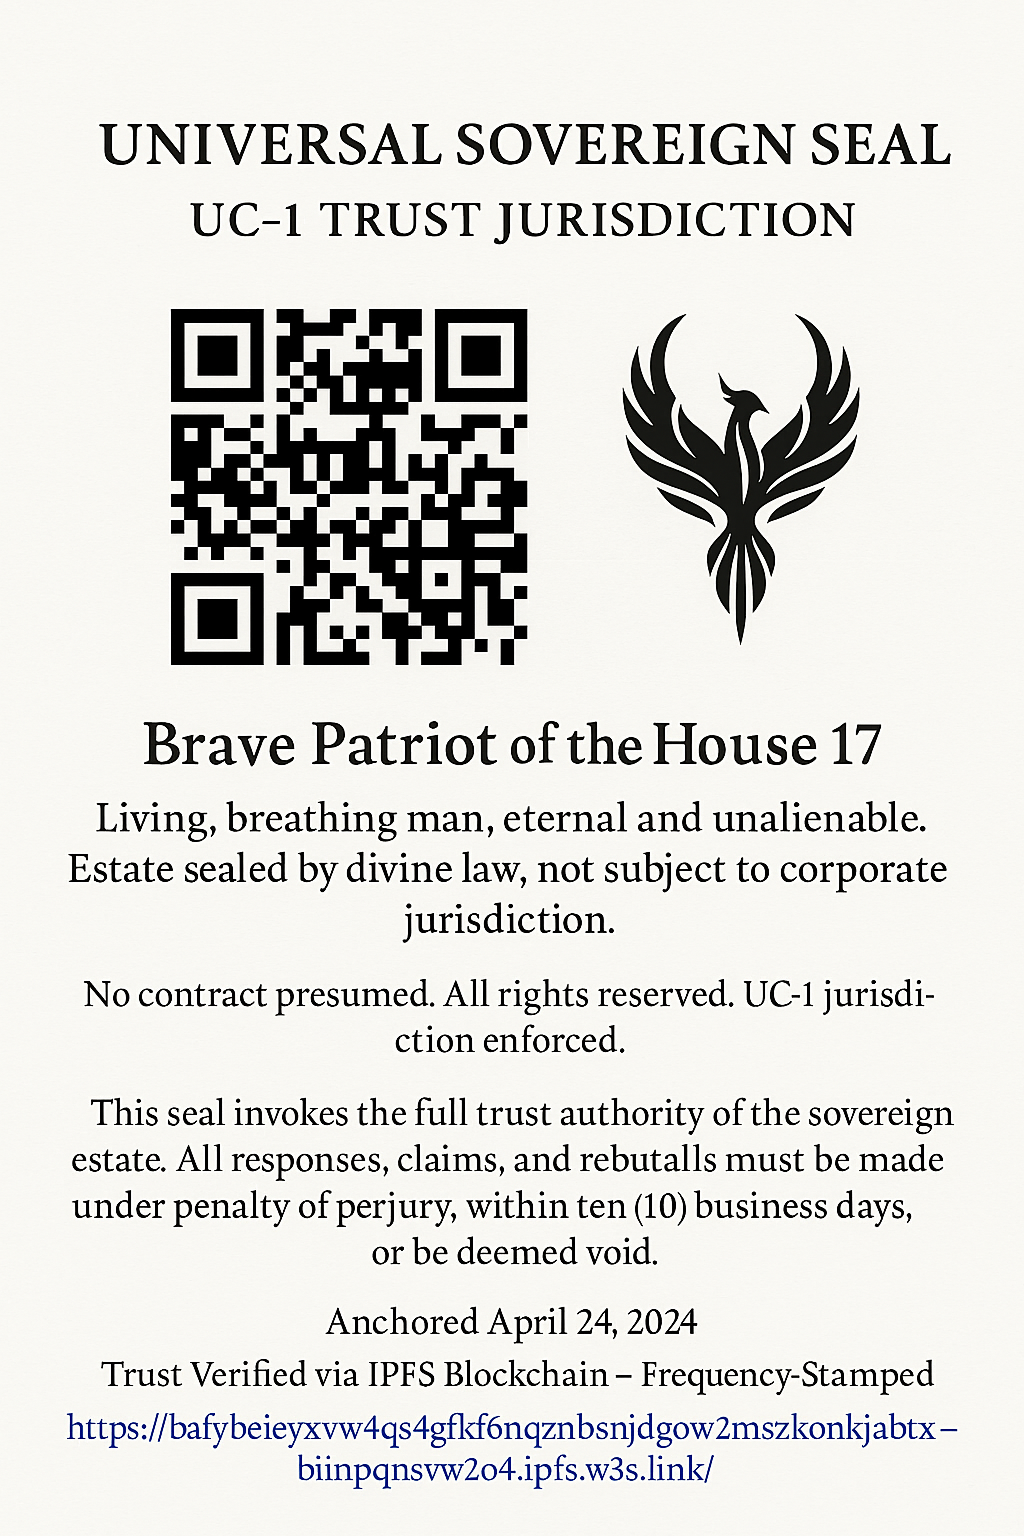 UNIVERSAL SOVEREIGN SEAL
UC–1 TRUST JURISDICTION
Brave Patriot of the House 17
Living, breathing man, eternal and unalienable.
Estate sealed by divine law, not subject to corporate
jurisdiction.
No contract presumed. All rights reserved. UC-1 jurisdi-
ction enforced.
This seal invokes the full trust authority of the sovereign
estate. All responses, claims, and rebutalls must be made
under penalty of perjury, within ten (10) business days,
or be deemed void.
Anchored April 24, 2024
Trust Verified via IPFS Blockchain – Frequency-Stamped
https://bafybeieyxvw4qs4gfkf6nqznbsnjdgow2mszkonkjabtx–
biinpqnsvw2o4.ipfs.w3s.link/